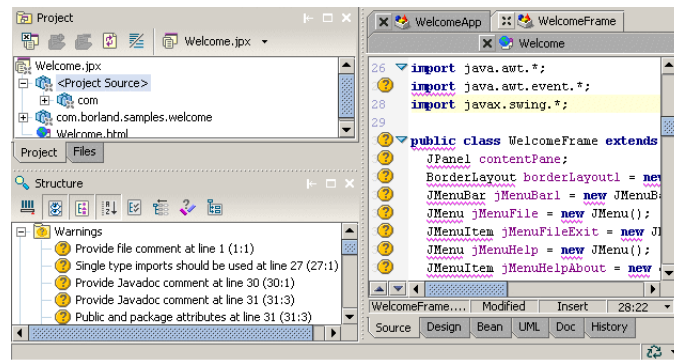 Project
Welcome.jpx
Welcome.jpx
<Project Source>
com
com.borland.samples.welcome
Welcome.html
Project Files
Structure
Warnings
Provide file comment at line 1 (1:1)
Single type imports should be used at line 27 (27:1)
Provide Javadoc comment at line 30 (30:1)
Provide Javadoc comment at line 31 (31:3)
Public and package attributes at line 31 (31:3)
WelcomeApp WelcomeFrame
Welcome
26 import java.awt.*;
import java.awt.event.*;
28 import javax.swing.*;
29
public class WelcomeFrame extends
JPanel contentPane;
BorderLayout borderLayout1 = new
JMenuBar jMenuBar1 = new JMenuB
JMenu jMenuFile = new JMenu();
JMenuItem jMenuFileExit = new J
JMenu jMenuHelp = new JMenu();
JMenuItem jMenuHelpAbout = new
WelcomeFrame.... Modified Insert 28:22
Source Design Bean UML Doc History